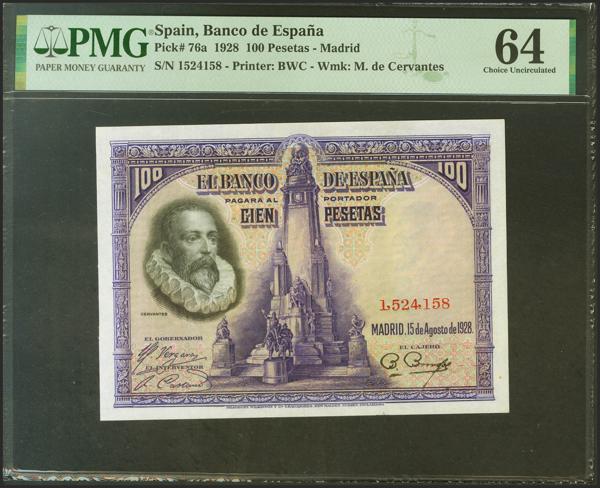 PMG
PAPER MONEY GUARANTY
Spain, Banco de España
Pick# 76a 1928 100 Pesetas - Madrid
S/N 1524158 - Printer: BWC - Wmk: M. de Cervantes
64
Choice Uncirculated
100
100
EL BANCO DE ESPAÑA
PAGARA AL PORTADOR
CIEN PESETAS
1,524,158
CERVANTES
MADRID, 15 de Agosto de 1928.
EL GOBERNADOR
EL CAJERO
EL INTERVENTOR